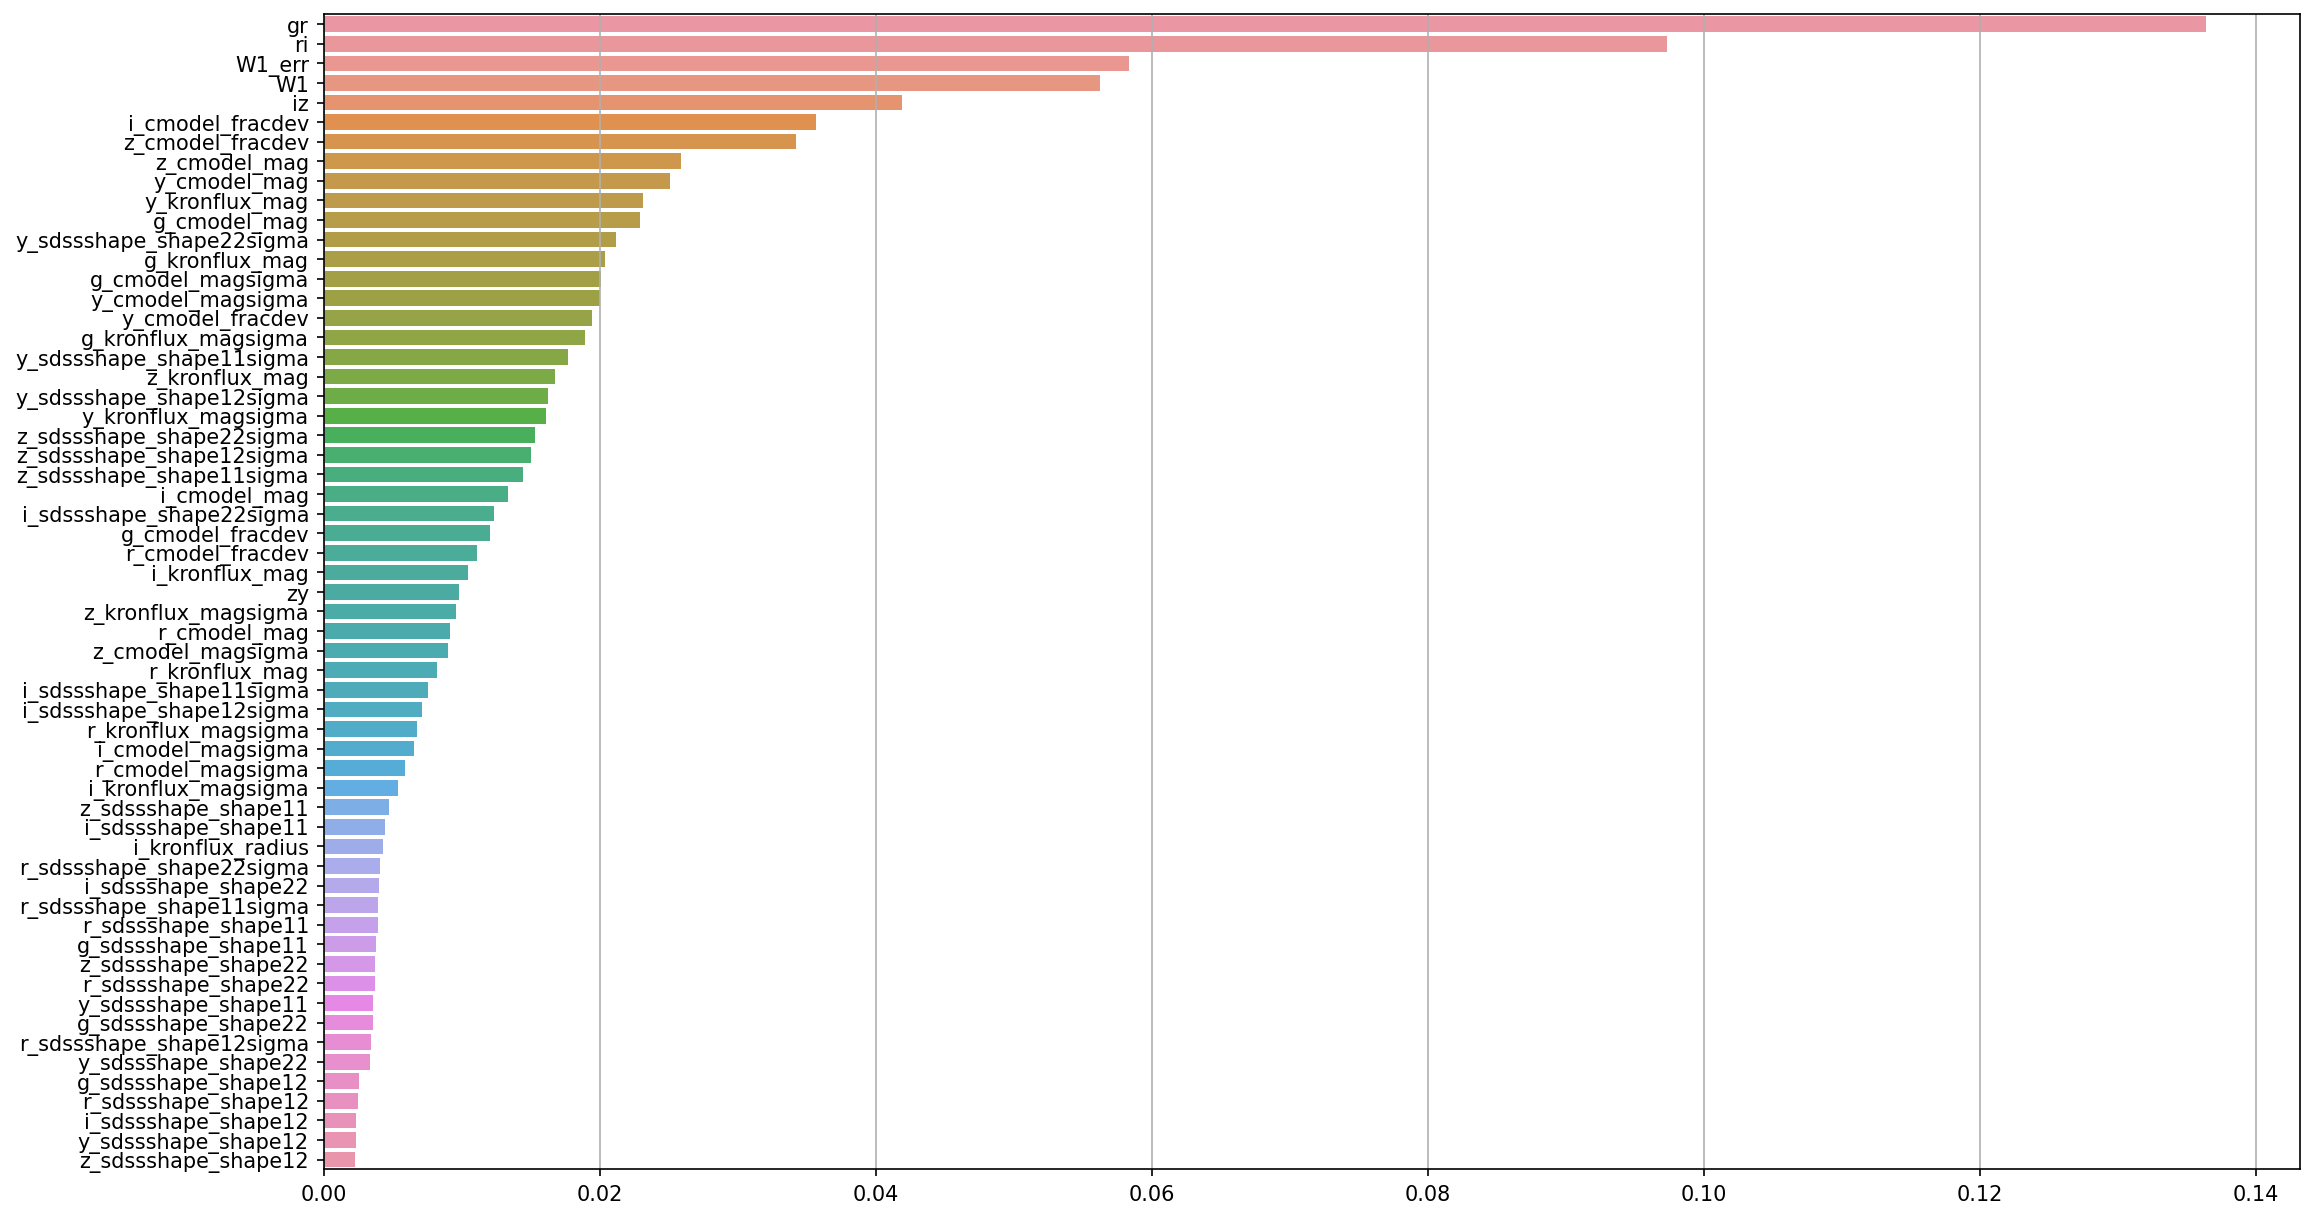 gr
ri
W1_err
W1
iz
i_cmodel_fracdev
z_cmodel_fracdev
z_cmodel_mag
y_cmodel_mag
y_kronflux_mag
g_cmodel_mag
y_sdssshape_shape22sigma
g_kronflux_mag
g_cmodel_magsigma
y_cmodel_magsigma
y_cmodel_fracdev
g_kronflux_magsigma
y_sdssshape_shape11sigma
z_kronflux_mag
y_sdssshape_shape12sigma
y_kronflux_magsigma
z_sdssshape_shape22sigma
z_sdssshape_shape12sigma
z_sdssshape_shape11sigma
i_cmodel_mag
i_sdssshape_shape22sigma
g_cmodel_fracdev
r_cmodel_fracdev
i_kronflux_mag
zy
z_kronflux_magsigma
r_cmodel_mag
z_cmodel_magsigma
r_kronflux_mag
i_sdssshape_shape11sigma
i_sdssshape_shape12sigma
r_kronflux_magsigma
i_cmodel_magsigma
r_cmodel_magsigma
i_kronflux_magsigma
z_sdssshape_shape11
i_sdssshape_shape11
i_kronflux_radius
r_sdssshape_shape22sigma
i_sdssshape_shape22
r_sdssshape_shape11sigma
r_sdssshape_shape11
g_sdssshape_shape11
z_sdssshape_shape22
r_sdssshape_shape22
y_sdssshape_shape11
g_sdssshape_shape22
r_sdssshape_shape12sigma
y_sdssshape_shape22
g_sdssshape_shape12
r_sdssshape_shape12
i_sdssshape_shape12
y_sdssshape_shape12
z_sdssshape_shape12
0.00 0.02 0.04 0.06 0.08 0.10 0.12 0.14